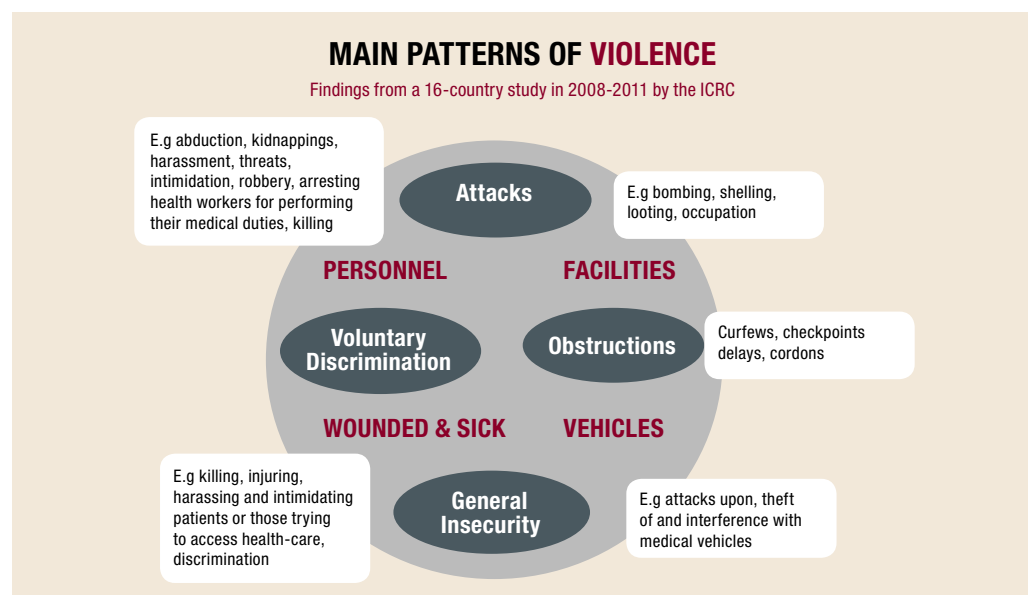 MAIN PATTERNS OF VIOLENCE
Findings from a 16-country study in 2008-2011 by the ICRC
E.g abduction, kidnappings,
harassment, threats,
intimidation, robbery, arresting
health workers for performing
their medical duties, killing
Attacks
E.g bombing, shelling,
looting, occupation
PERSONNEL
FACILITIES
Voluntary
Discrimination
Obstructions
Curfews, checkpoints
delays, cordons
WOUNDED & SICK
VEHICLES
E.g killing, injuring,
harassing and intimidating
patients or those trying
to access health-care,
discrimination
General
Insecurity
E.g attacks upon, theft
of and interference with
medical vehicles